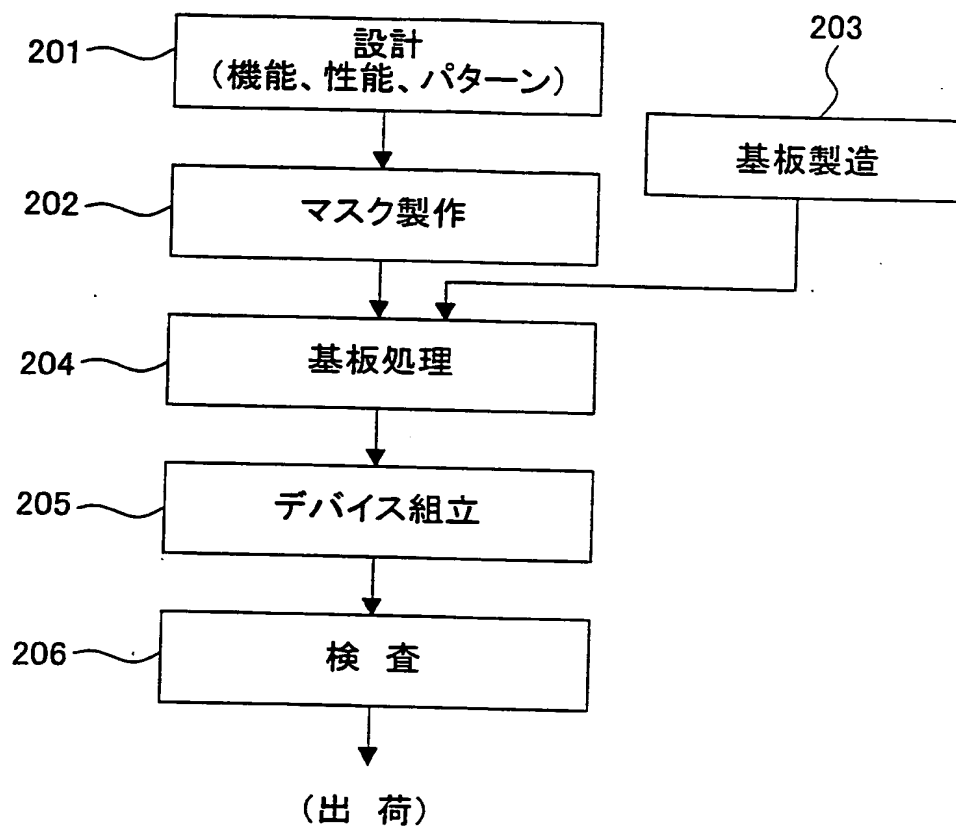 201
設計
(機能、性能、パターン)
203
基板製造
202
マスク製作
204
基板処理
205
デバイス組立
206
検 査
(出 荷)